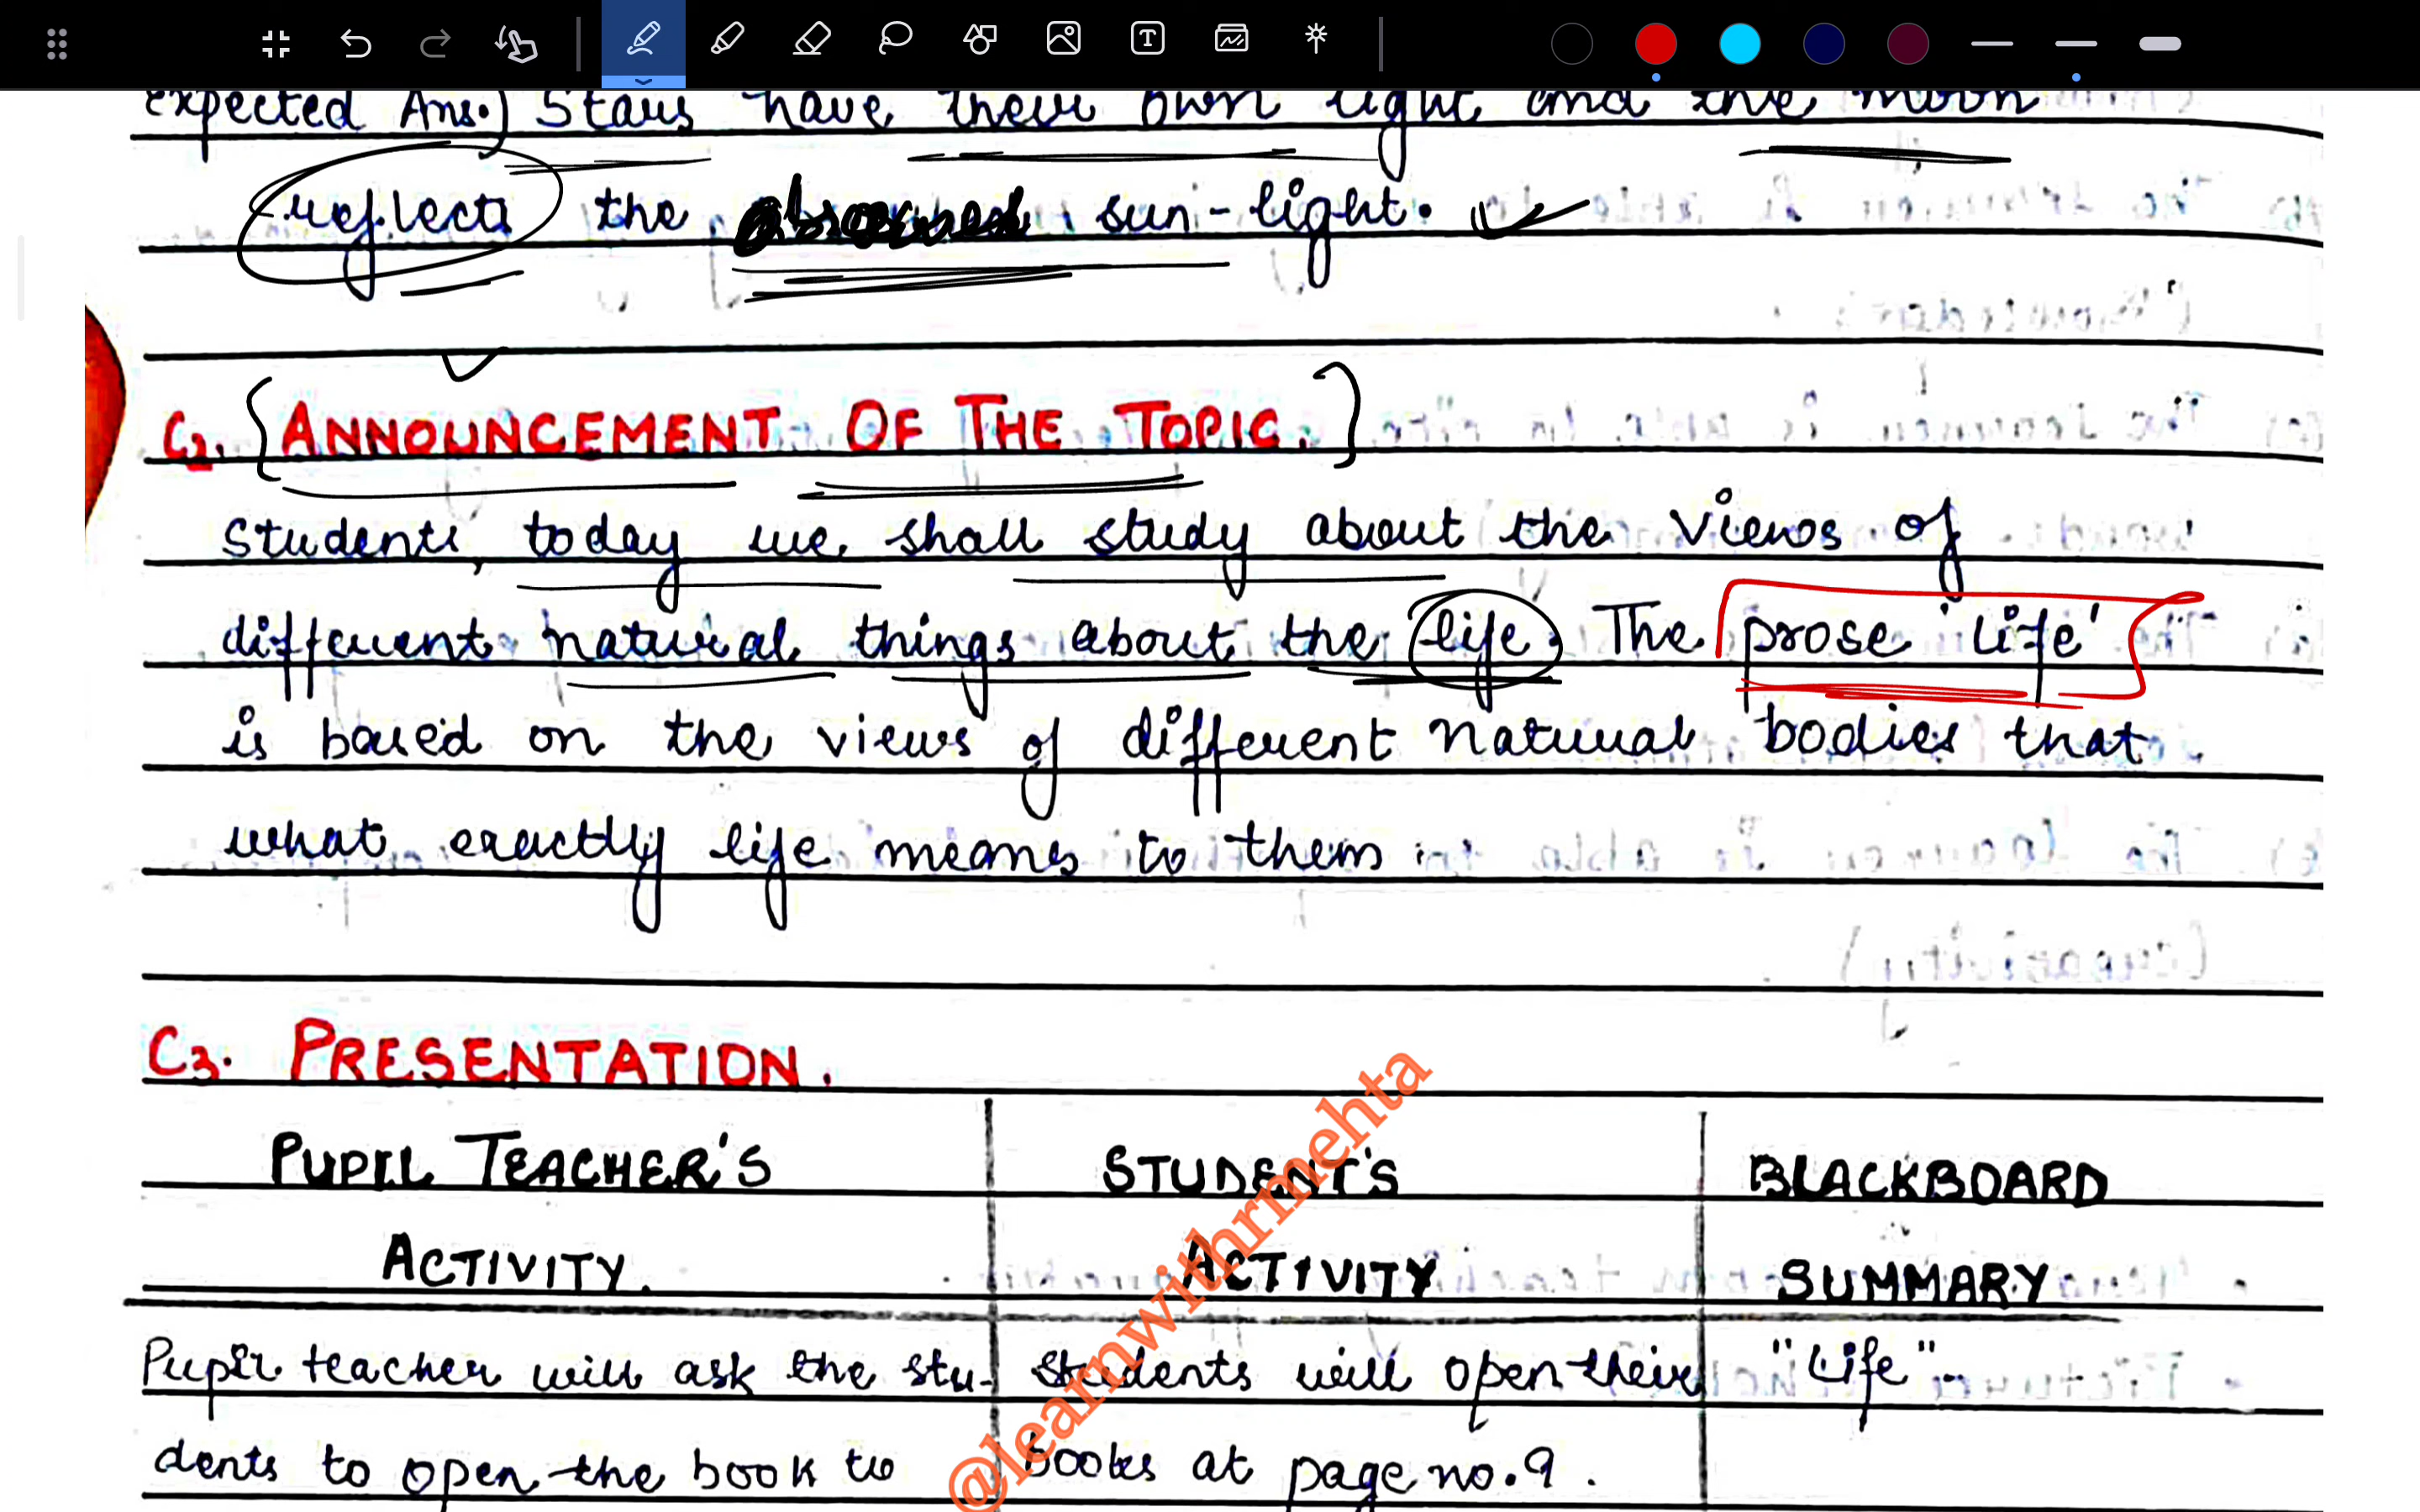 expected Ans.) Stars have their own light and the moon
reflects the absorbed sun-light.
C2. ANNOUNCEMENT OF THE TOPIC.
Students, today we shall study about the views of
different natural things about the life. The prose 'Life'
is based on the views of different natural bodies that
what exactly life means to them.
C3. PRESENTATION.
PUPIL TEACHER'S STUDENT'S BLACKBOARD
ACTIVITY. ACTIVITY SUMMARY
Pupil teacher will ask the stu- Students will open their "Life".
dents to open the book to books at page no.9.
@learnwithrmehta